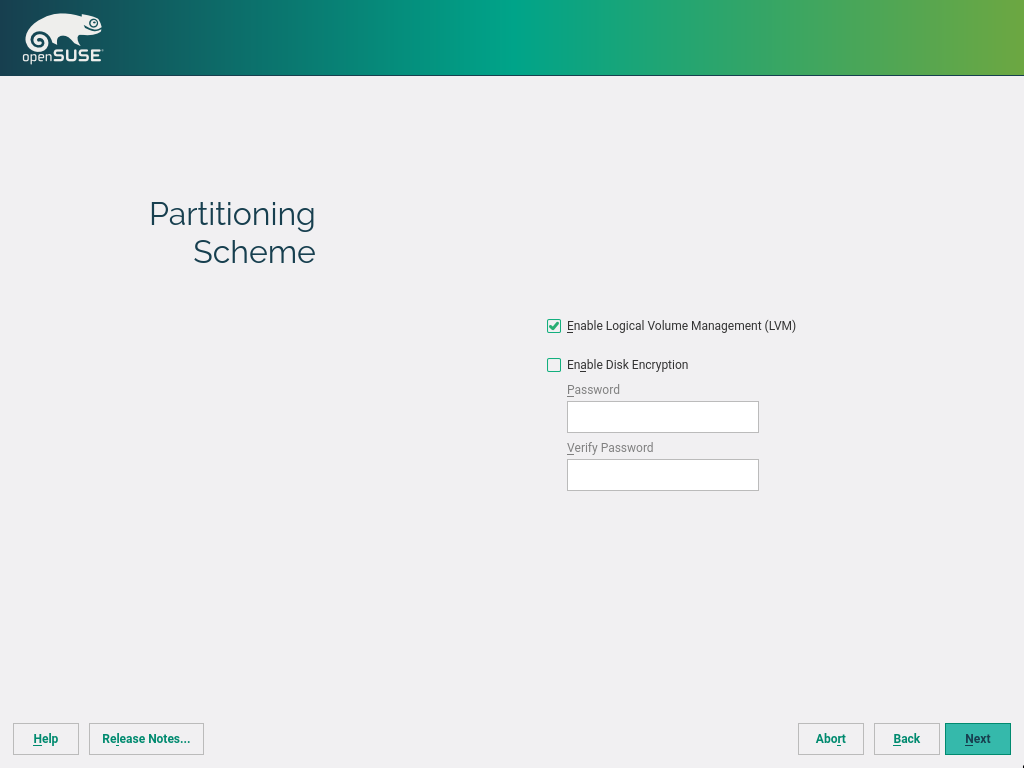 openSUSE
Partitioning
Scheme
Enable Logical Volume Management (LVM)
Enable Disk Encryption
Password
Verify Password
Help
Release Notes...
Abort
Back
Next